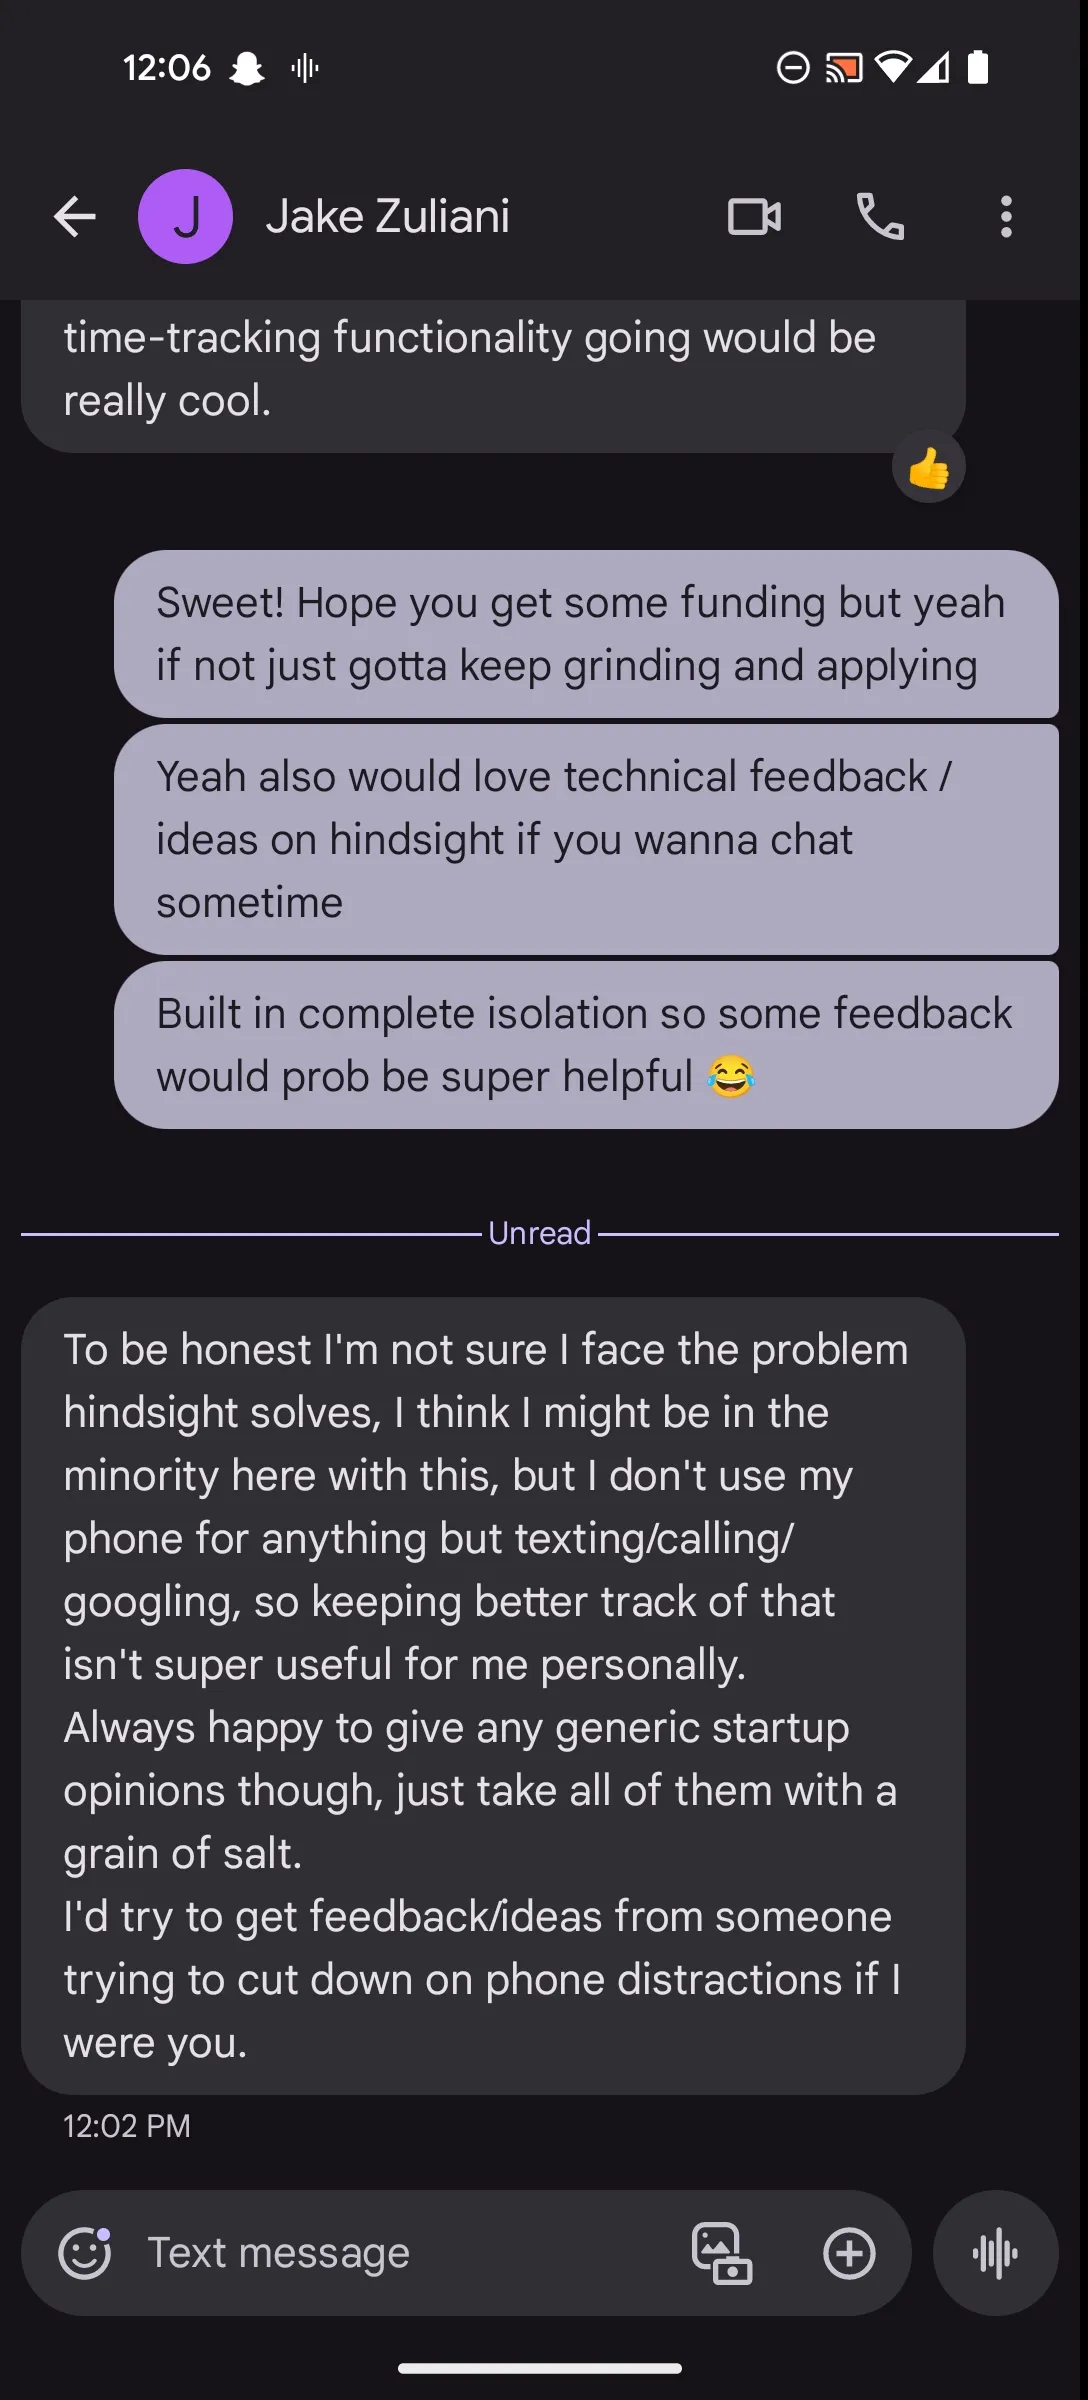 12:06
J
Jake Zuliani
time-tracking functionality going would be
really cool.
Sweet! Hope you get some funding but yeah
if not just gotta keep grinding and applying
Yeah also would love technical feedback /
ideas on hindsight if you wanna chat
sometime
Built in complete isolation so some feedback
would prob be super helpful 😂
Unread
To be honest I'm not sure I face the problem
hindsight solves, I think I might be in the
minority here with this, but I don't use my
phone for anything but texting/calling/
googling, so keeping better track of that
isn't super useful for me personally.
Always happy to give any generic startup
opinions though, just take all of them with a
grain of salt.
I'd try to get feedback/ideas from someone
trying to cut down on phone distractions if I
were you.
12:02 PM
Text message